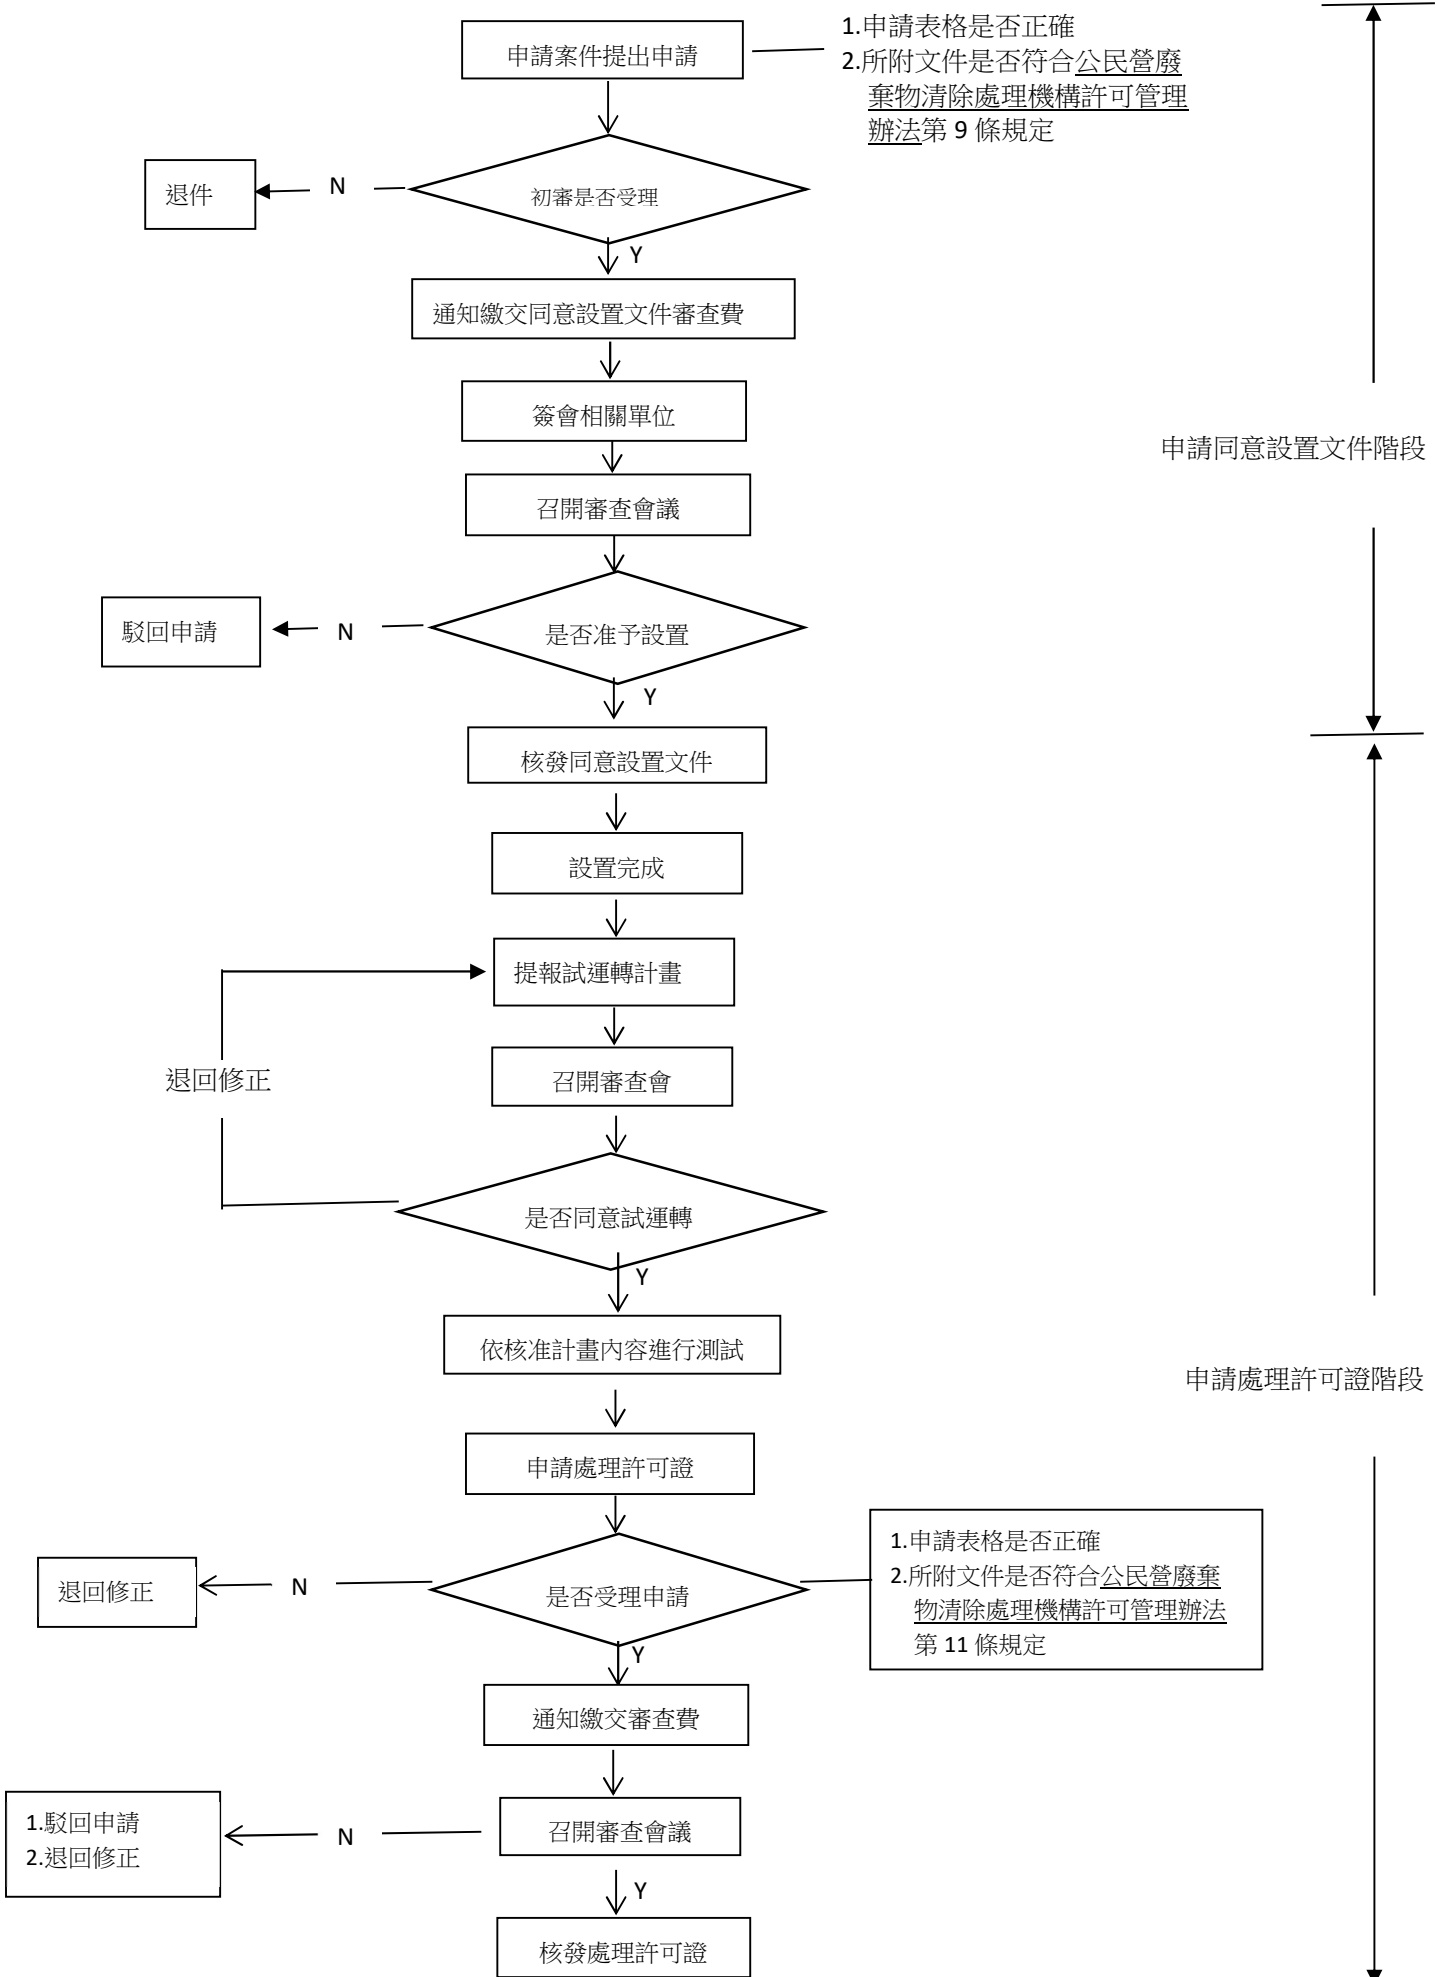 申請案件提出申請
1.申請表格是否正確
2.所附文件是否符合公民營廢
棄物清除處理機構許可管理
辦法第 9 條規定
初審是否受理
N
退件
Y
通知繳交同意設置文件審查費
簽會相關單位
申請同意設置文件階段
召開審查會議
是否准予設置
N
駁回申請
Y
核發同意設置文件
設置完成
提報試運轉計畫
召開審查會
退回修正
是否同意試運轉
Y
依核准計畫內容進行測試
申請處理許可證階段
申請處理許可證
1.申請表格是否正確
2.所附文件是否符合公民營廢棄
物清除處理機構許可管理辦法
第 11 條規定
是否受理申請
N
退回修正
Y
通知繳交審查費
召開審查會議
N
1.駁回申請
2.退回修正
Y
核發處理許可證